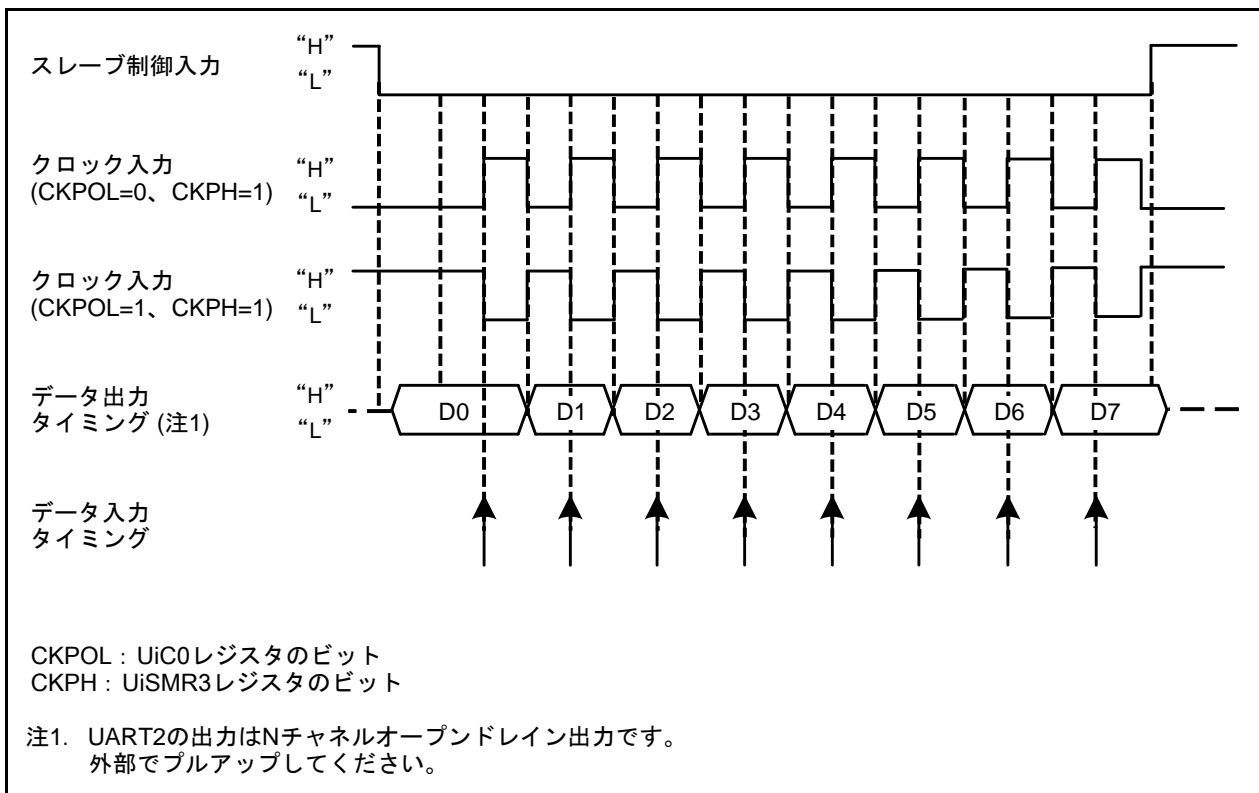 スレーブ制御入力 “H”
“L”
クロック入力 “H”
(CKPOL=0、CKPH=1) “L”
クロック入力 “H”
(CKPOL=1、CKPH=1) “L”
データ出力 “H”
タイミング (注1) “L”
D0 D1 D2 D3 D4 D5 D6 D7
データ入力
タイミング
CKPOL : UiC0レジスタのビット
CKPH : UiSMR3レジスタのビット
注1. UART2の出力はNチャネルオープンドレイン出力です。
外部でプルアップしてください。